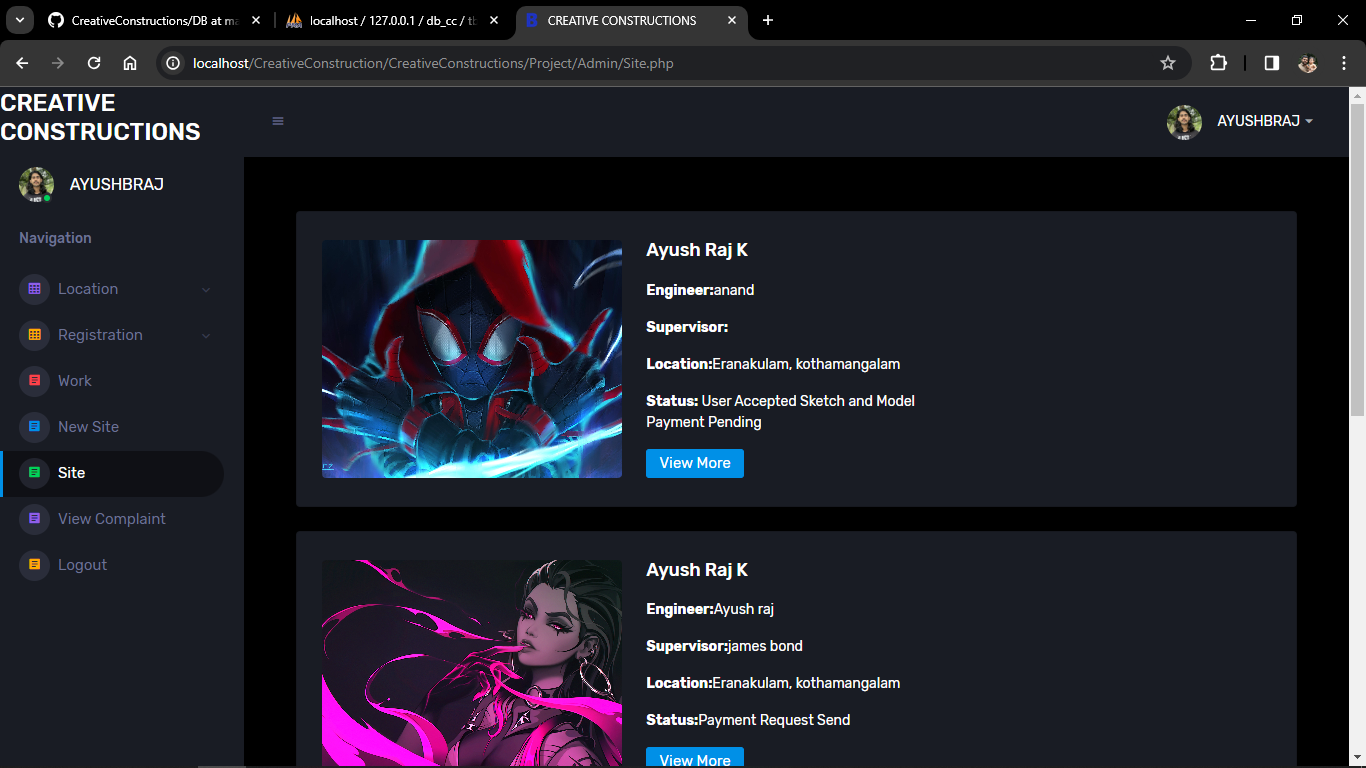 CreativeConstructions/DB at ma
localhost / 127.0.0.1 / db_cc / tb
CREATIVE CONSTRUCTIONS
localhost/CreativeConstruction/CreativeConstructions/Project/Admin/Site.php
CREATIVE
CONSTRUCTIONS
AYUSHBRAJ
AYUSHBRAJ
Navigation
Location
Registration
Work
New Site
Site
View Complaint
Logout
Ayush Raj K
Engineer:anand
Supervisor:
Location:Eranakulam, kothamangalam
Status: User Accepted Sketch and Model
Payment Pending
View More
Ayush Raj K
Engineer:Ayush raj
Supervisor:james bond
Location:Eranakulam, kothamangalam
Status:Payment Request Send
View More